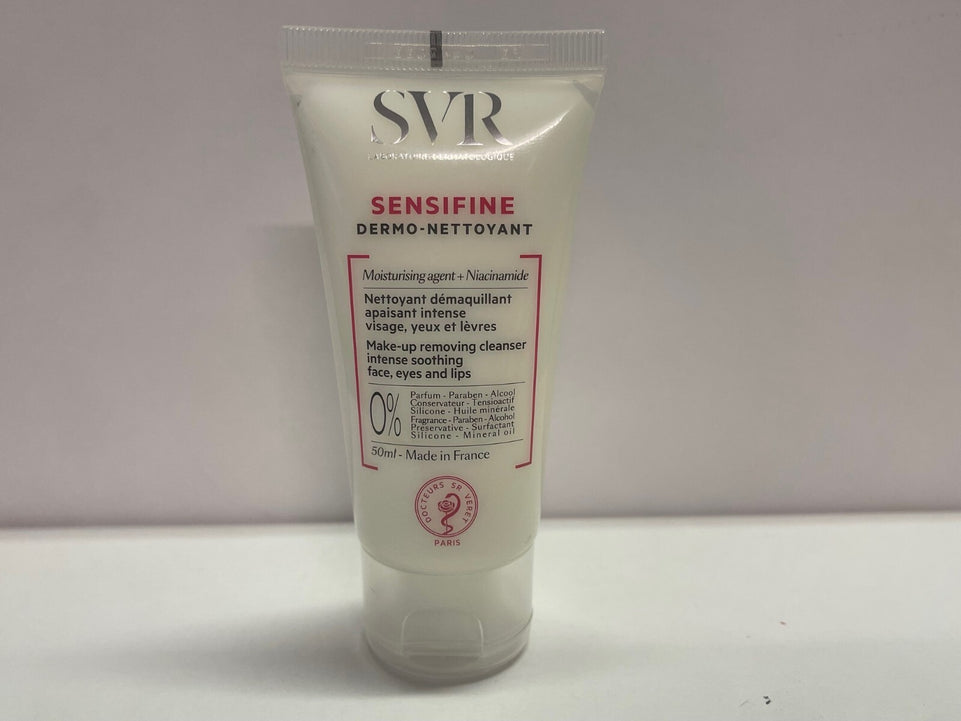 SVR
LABORATOIRE DERMATOLOGIQUE
SENSIFINE
DERMO-NETTOYANT
Moisturising agent + Niacinamide
Nettoyant démaquillant
apaisant intense
visage, yeux et lèvres
Make-up removing cleanser
intense soothing
face, eyes and lips
0%
Parfum - Paraben - Alcool
Conservateur - Tensioactif
Silicone - Huile minérale
Fragrance - Paraben - Alcohol
Preservative - Surfactant
Silicone - Mineral oil
50ml - Made in France
DOCTEURS SR VERET
PARIS